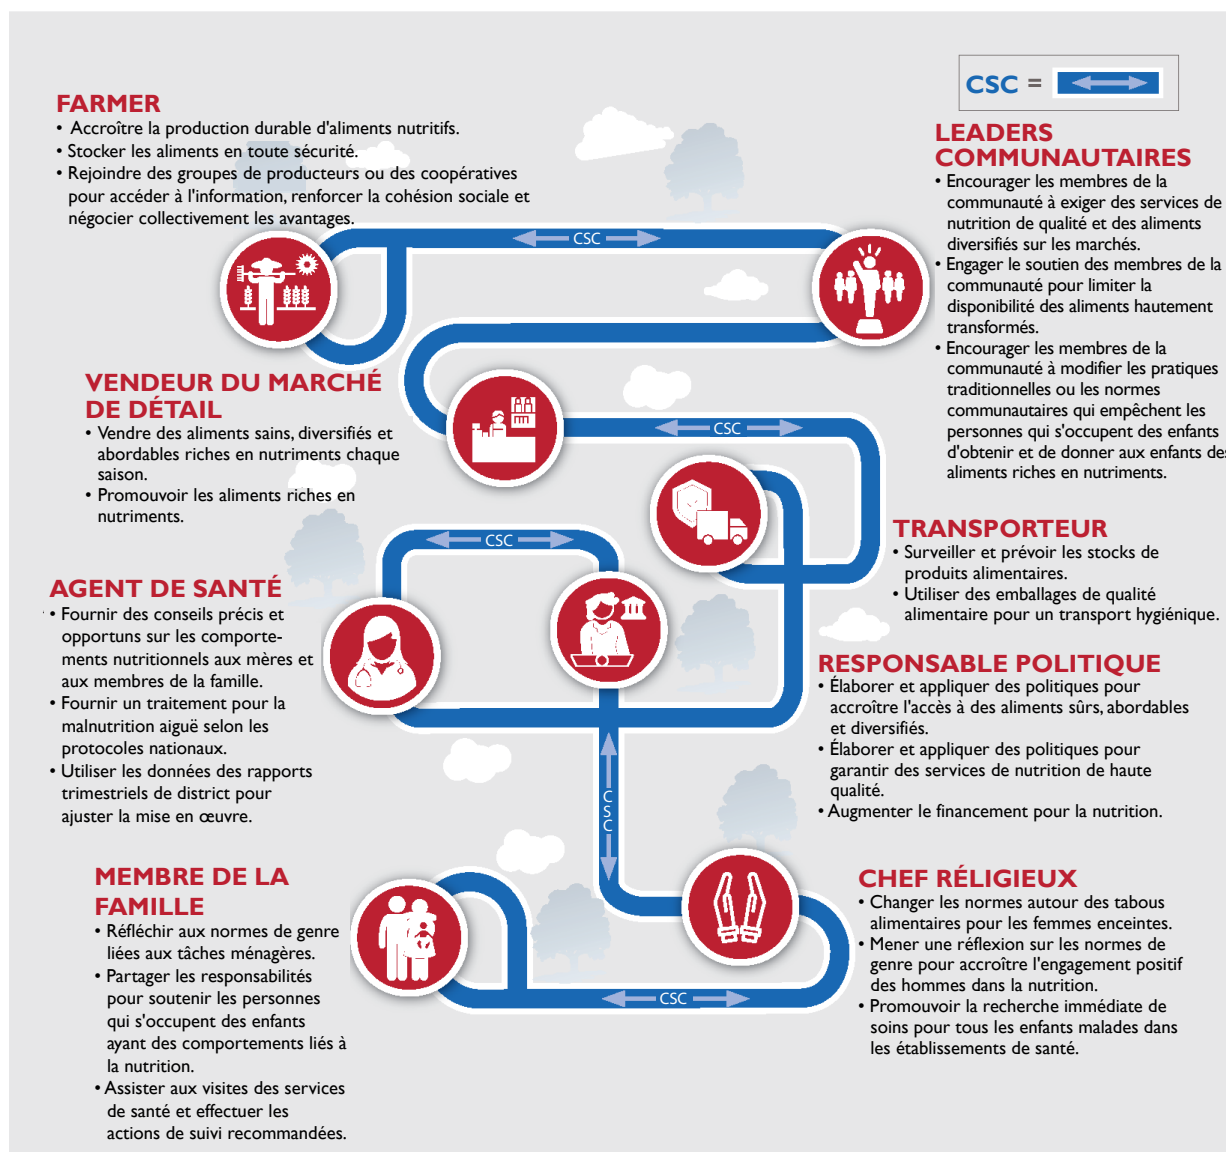 CSC =
FARMER
• Accroître la production durable d'aliments nutritifs.
• Stocker les aliments en toute sécurité.
• Rejoindre des groupes de producteurs ou des coopératives
pour accéder à l'information, renforcer la cohésion sociale et
négocier collectivement les avantages.
LEADERS
COMMUNAUTAIRES
• Encourager les membres de la
communauté à exiger des services de
nutrition de qualité et des aliments
diversifiés sur les marchés.
• Engager le soutien des membres de la
communauté pour limiter la
disponibilité des aliments hautement
transformés.
• Encourager les membres de la
communauté à modifier les pratiques
traditionnelles ou les normes
communautaires qui empêchent les
personnes qui s'occupent des enfants
d'obtenir et de donner aux enfants des
aliments riches en nutriments.
CSC
VENDEUR DU MARCHÉ
DE DÉTAIL
• Vendre des aliments sains, diversifiés et
abordables riches en nutriments chaque
saison.
• Promouvoir les aliments riches en
nutriments.
CSC
TRANSPORTEUR
• Surveiller et prévoir les stocks de
produits alimentaires.
• Utiliser des emballages de qualité
alimentaire pour un transport hygiénique.
CSC
AGENT DE SANTÉ
• Fournir des conseils précis et
opportuns sur les comporte-
ments nutritionnels aux mères et
aux membres de la famille.
• Fournir un traitement pour la
malnutrition aiguë selon les
protocoles nationaux.
• Utiliser les données des rapports
trimestriels de district pour
ajuster la mise en œuvre.
RESPONSABLE POLITIQUE
• Élaborer et appliquer des politiques pour
accroître l'accès à des aliments sûrs, abordables
et diversifiés.
• Élaborer et appliquer des politiques pour
garantir des services de nutrition de haute
qualité.
• Augmenter le financement pour la nutrition.
CSC
MEMBRE DE LA
FAMILLE
• Réfléchir aux normes de genre
liées aux tâches ménagères.
• Partager les responsabilités
pour soutenir les personnes
qui s'occupent des enfants
ayant des comportements liés à
la nutrition.
• Assister aux visites des services
de santé et effectuer les
actions de suivi recommandées.
CHEF RÉLIGIEUX
• Changer les normes autour des tabous
alimentaires pour les femmes enceintes.
• Mener une réflexion sur les normes de
genre pour accroître l'engagement positif
des hommes dans la nutrition.
• Promouvoir la recherche immédiate de
soins pour tous les enfants malades dans
les établissements de santé.
CSC